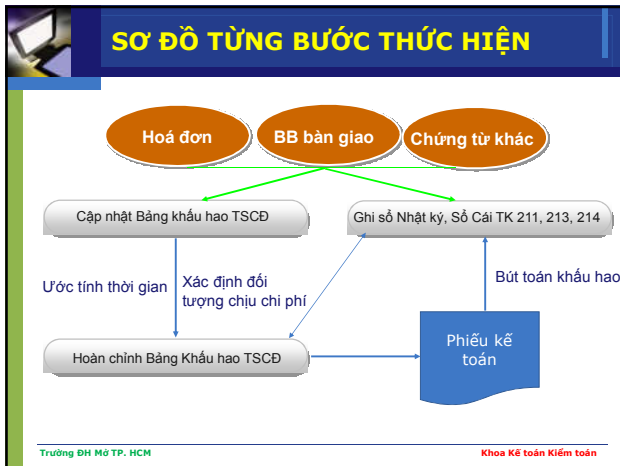 SƠ ĐỒ TỪNG BƯỚC THỰC HIỆN
Hoá đơn
BB bàn giao
Chứng từ khác
Cập nhật Bảng khấu hao TSCĐ
Ghi sổ Nhật ký, Sổ Cái TK 211, 213, 214
Ước tính thời gian
Xác định đối
tượng chịu chi phí
Bút toán khấu hao
Phiếu kế
toán
Hoàn chỉnh Bảng Khấu hao TSCĐ
Trường ĐH Mở TP. HCM
Khoa Kế toán Kiểm toán